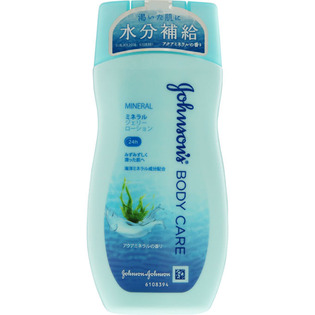 渇いた肌に
水分補給
アクアミネラルの香り
MINERAL
ミネラル
ジェリー
ローション
24H
みずみずしく
潤った肌へ
海洋ミネラル成分配合
Johnson's BODY CARE
アクアミネラルの香り
Johnson & Johnson
6108394